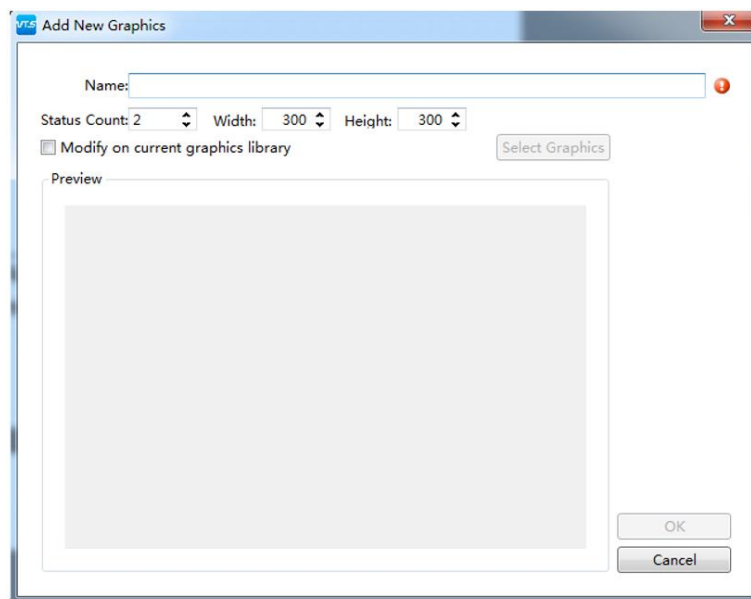 VTS Add New Graphics
Name:
Status Count: 2 Width: 300 Height: 300
Modify on current graphics library Select Graphics
Preview
OK
Cancel